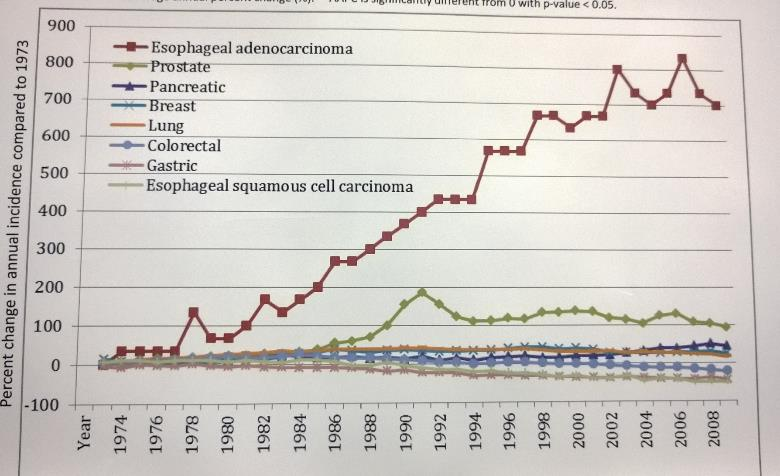 annual percent change (%). AAPC is significantly different from 0 with p-value < 0.05.
Percent change in annual incidence compared to 1973
900
800
700
600
500
400
300
200
100
0
-100
Esophageal adenocarcinoma
Prostate
Pancreatic
Breast
Lung
Colorectal
Gastric
Esophageal squamous cell carcinoma
Year 1974 1976 1978 1980 1982 1984 1986 1988 1990 1992 1994 1996 1998 2000 2002 2004 2006 2008